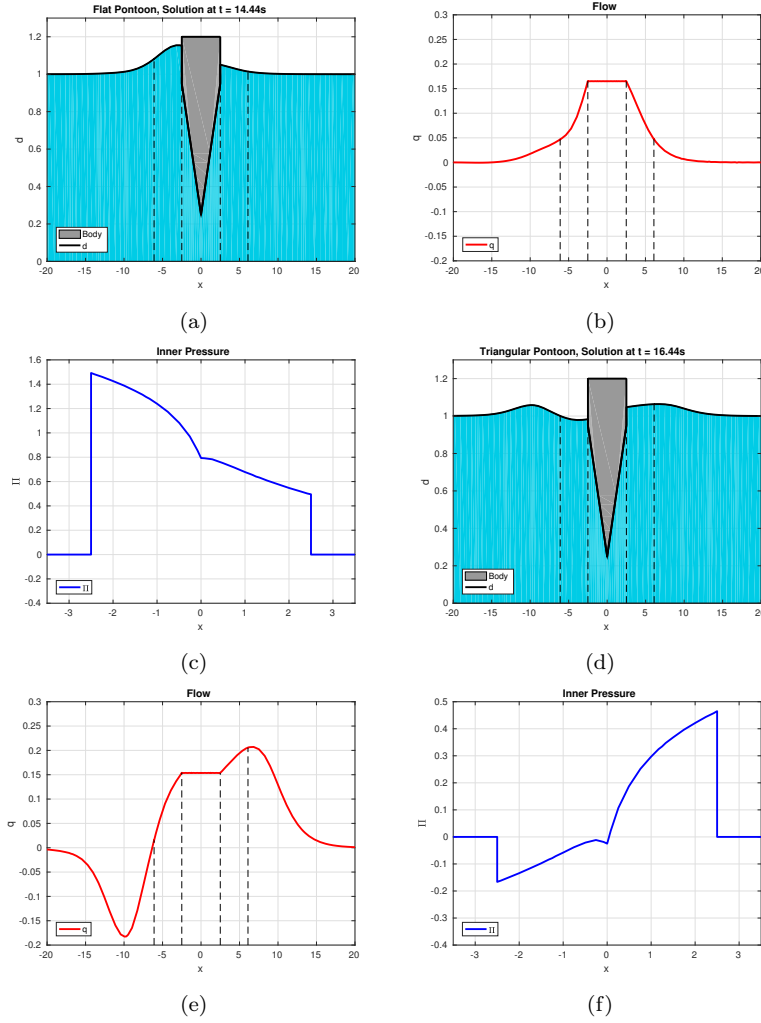 Flat Pontoon, Solution at t = 14.44s
1.2
1
0.8
0.6
0.4
0.2
0
d
Body
d
-20 -15 -10 -5 0 5 10 15 20
x
(a)
Flow
0.3
0.25
0.2
0.15
0.1
0.05
0
-0.05
-0.1
-0.15
-0.2
q
q
-20 -15 -10 -5 0 5 10 15 20
x
(b)
Inner Pressure
1.6
1.4
1.2
1
0.8
0.6
0.4
0.2
0
-0.2
-0.4
Π
Π
-3 -2 -1 0 1 2 3
x
(c)
Triangular Pontoon, Solution at t = 16.44s
1.2
1
0.8
0.6
0.4
0.2
0
d
Body
d
-20 -15 -10 -5 0 5 10 15 20
x
(d)
Flow
0.3
0.25
0.2
0.15
0.1
0.05
0
-0.05
-0.1
-0.15
-0.2
q
q
-20 -15 -10 -5 0 5 10 15 20
x
(e)
Inner Pressure
0.5
0.4
0.3
0.2
0.1
0
-0.1
-0.2
-0.3
-0.4
Π
Π
-3 -2 -1 0 1 2 3
x
(f)